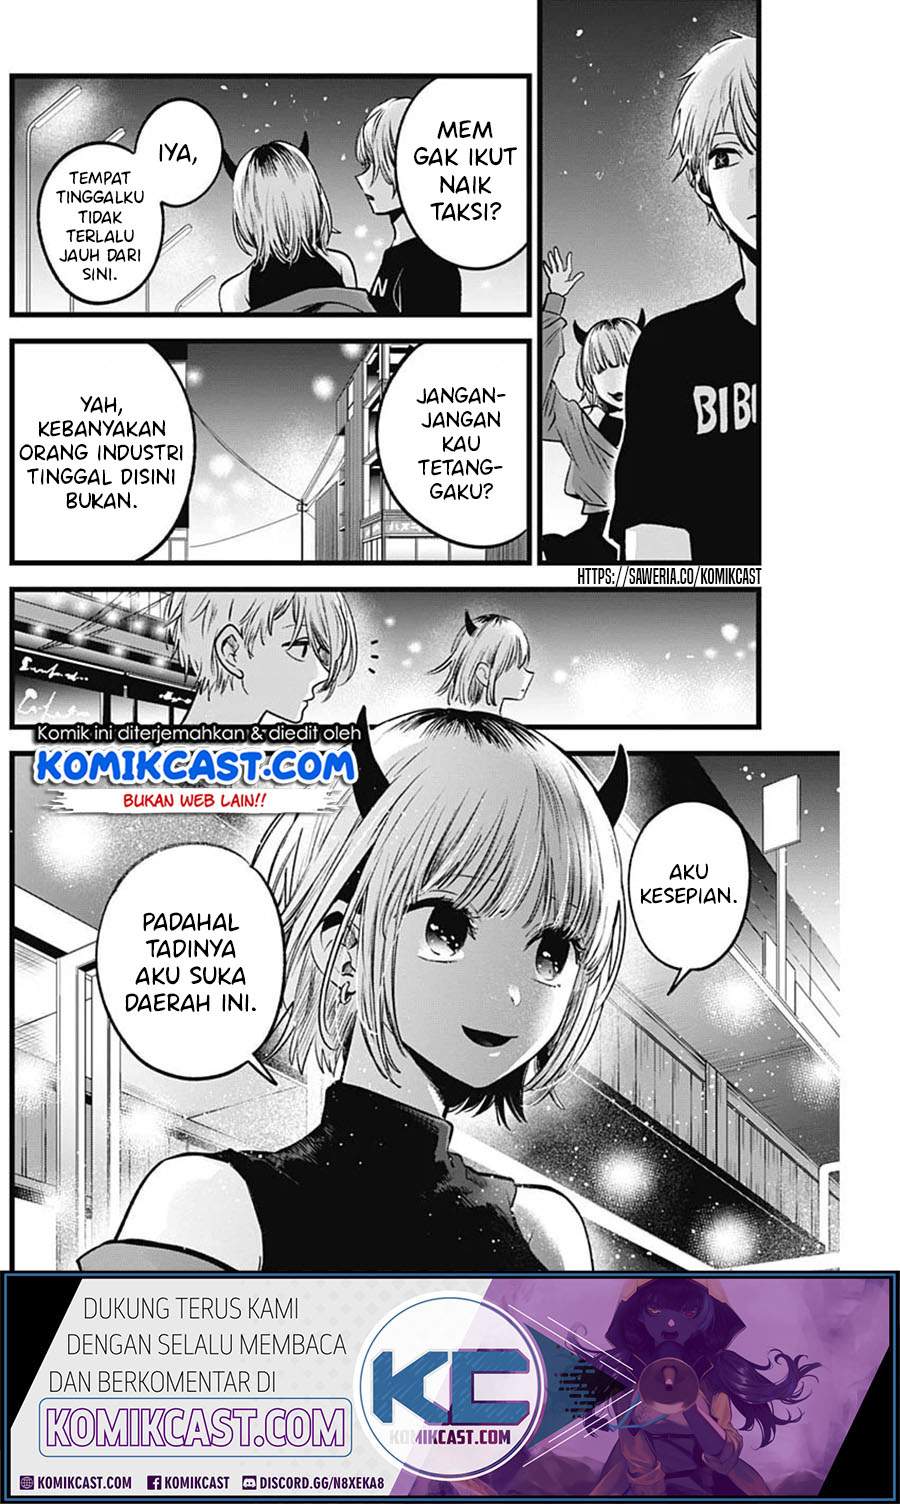 MEM
GAK IKUT
NAIK
TAKSI?
IYA,
TEMPAT
TINGGALKU
TIDAK
TERLALU
JAUH DARI
SINI.
BIBI
N
JANGAN-
JANGAN
KAU
TETANG-
GAKU?
YAH,
KEBANYAKAN
ORANG INDUSTRI
TINGGAL DISINI
BUKAN.
HTTPS://SAWERIA.CO/KOMIKCAST
Komik ini diterjemahkan & diedit oleh
KOMIKCAST.COM
BUKAN WEB LAIN!!
AKU
KESEPIAN.
PADAHAL
TADINYA
AKU SUKA
DAERAH INI.
DUKUNG TERUS KAMI
DENGAN SELALU MEMBACA
DAN BERKOMENTAR DI
KOMIKCAST.COM
KC
KOMIKCAST.COM
KOMIKCAST.COM
KOMIKCAST
DISCORD.GG/N8XEKA8